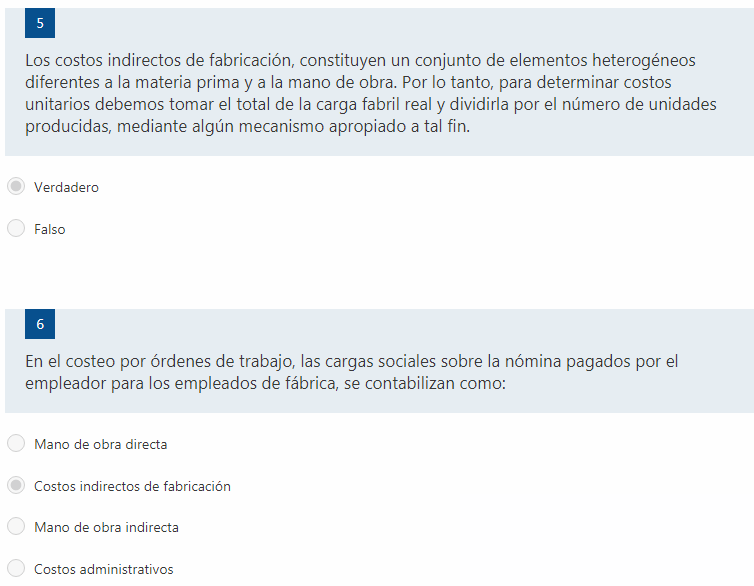 5
Los costos indirectos de fabricación, constituyen un conjunto de elementos heterogéneos
diferentes a la materia prima y a la mano de obra. Por lo tanto, para determinar costos
unitarios debemos tomar el total de la carga fabril real y dividirla por el número de unidades
producidas, mediante algún mecanismo apropiado a tal fin.
Verdadero
Falso
6
En el costeo por órdenes de trabajo, las cargas sociales sobre la nómina pagados por el
empleador para los empleados de fábrica, se contabilizan como:
Mano de obra directa
Costos indirectos de fabricación
Mano de obra indirecta
Costos administrativos